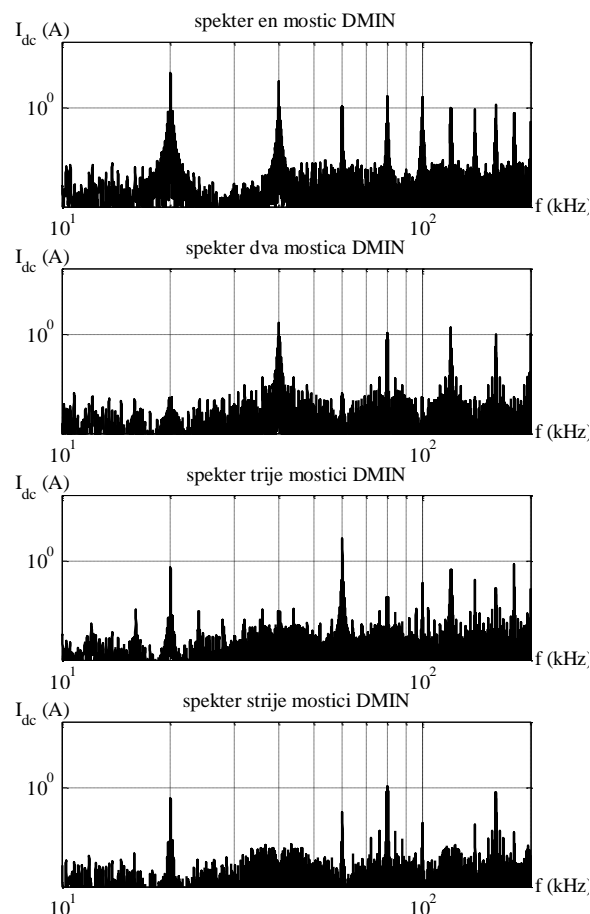 spekter en mostic DMIN
I_dc (A)
10^0
10^1
10^2
f (kHz)
spekter dva mostica DMIN
I_dc (A)
10^0
10^1
10^2
f (kHz)
spekter trije mostici DMIN
I_dc (A)
10^0
10^1
10^2
f (kHz)
spekter strije mostici DMIN
I_dc (A)
10^0
10^1
10^2
f (kHz)